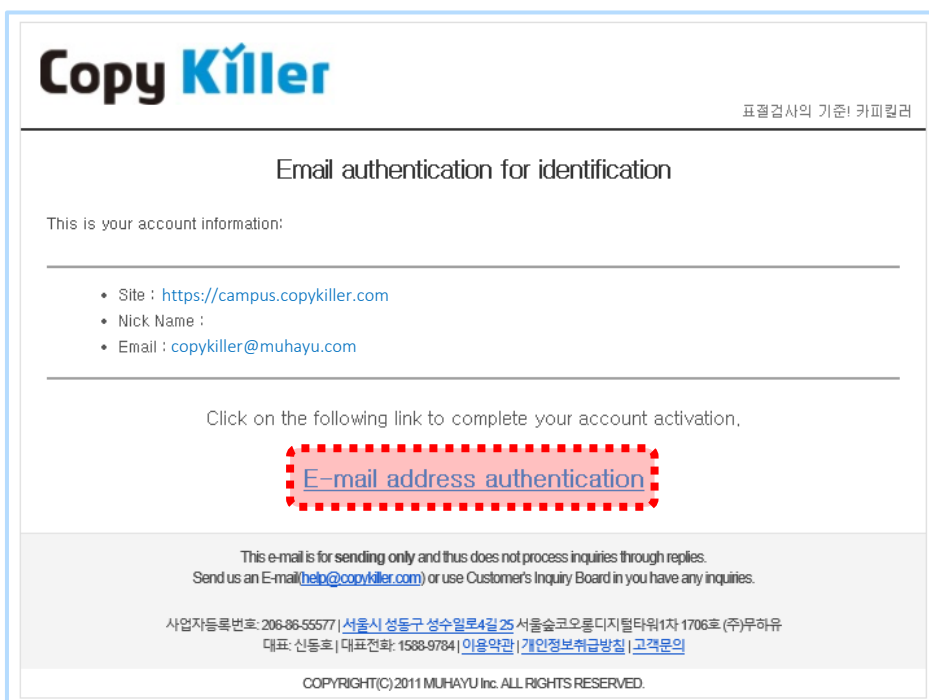 Copy Killer
표절검사의 기준! 카피킬러
Email authentication for identification
This is your account information:
• Site : https://campus.copykiller.com
• Nick Name :
• Email : copykiller@muhayu.com
Click on the following link to complete your account activation.
E-mail address authentication
This e-mail is for sending only and thus does not process inquiries through replies.
Send us an E-mail(help@copykiller.com) or use Customer's Inquiry Board in you have any inquiries.
사업자등록번호: 206-86-55577 | 서울시 성동구 성수일로4길 25 서울숲코오롱디지털타워1차 1706호 (주)무하유
대표: 신동호 | 대표전화: 1588-9784 | 이용약관 | 개인정보취급방침 | 고객문의
COPYRIGHT(C) 2011 MUHAYU Inc. ALL RIGHTS RESERVED.